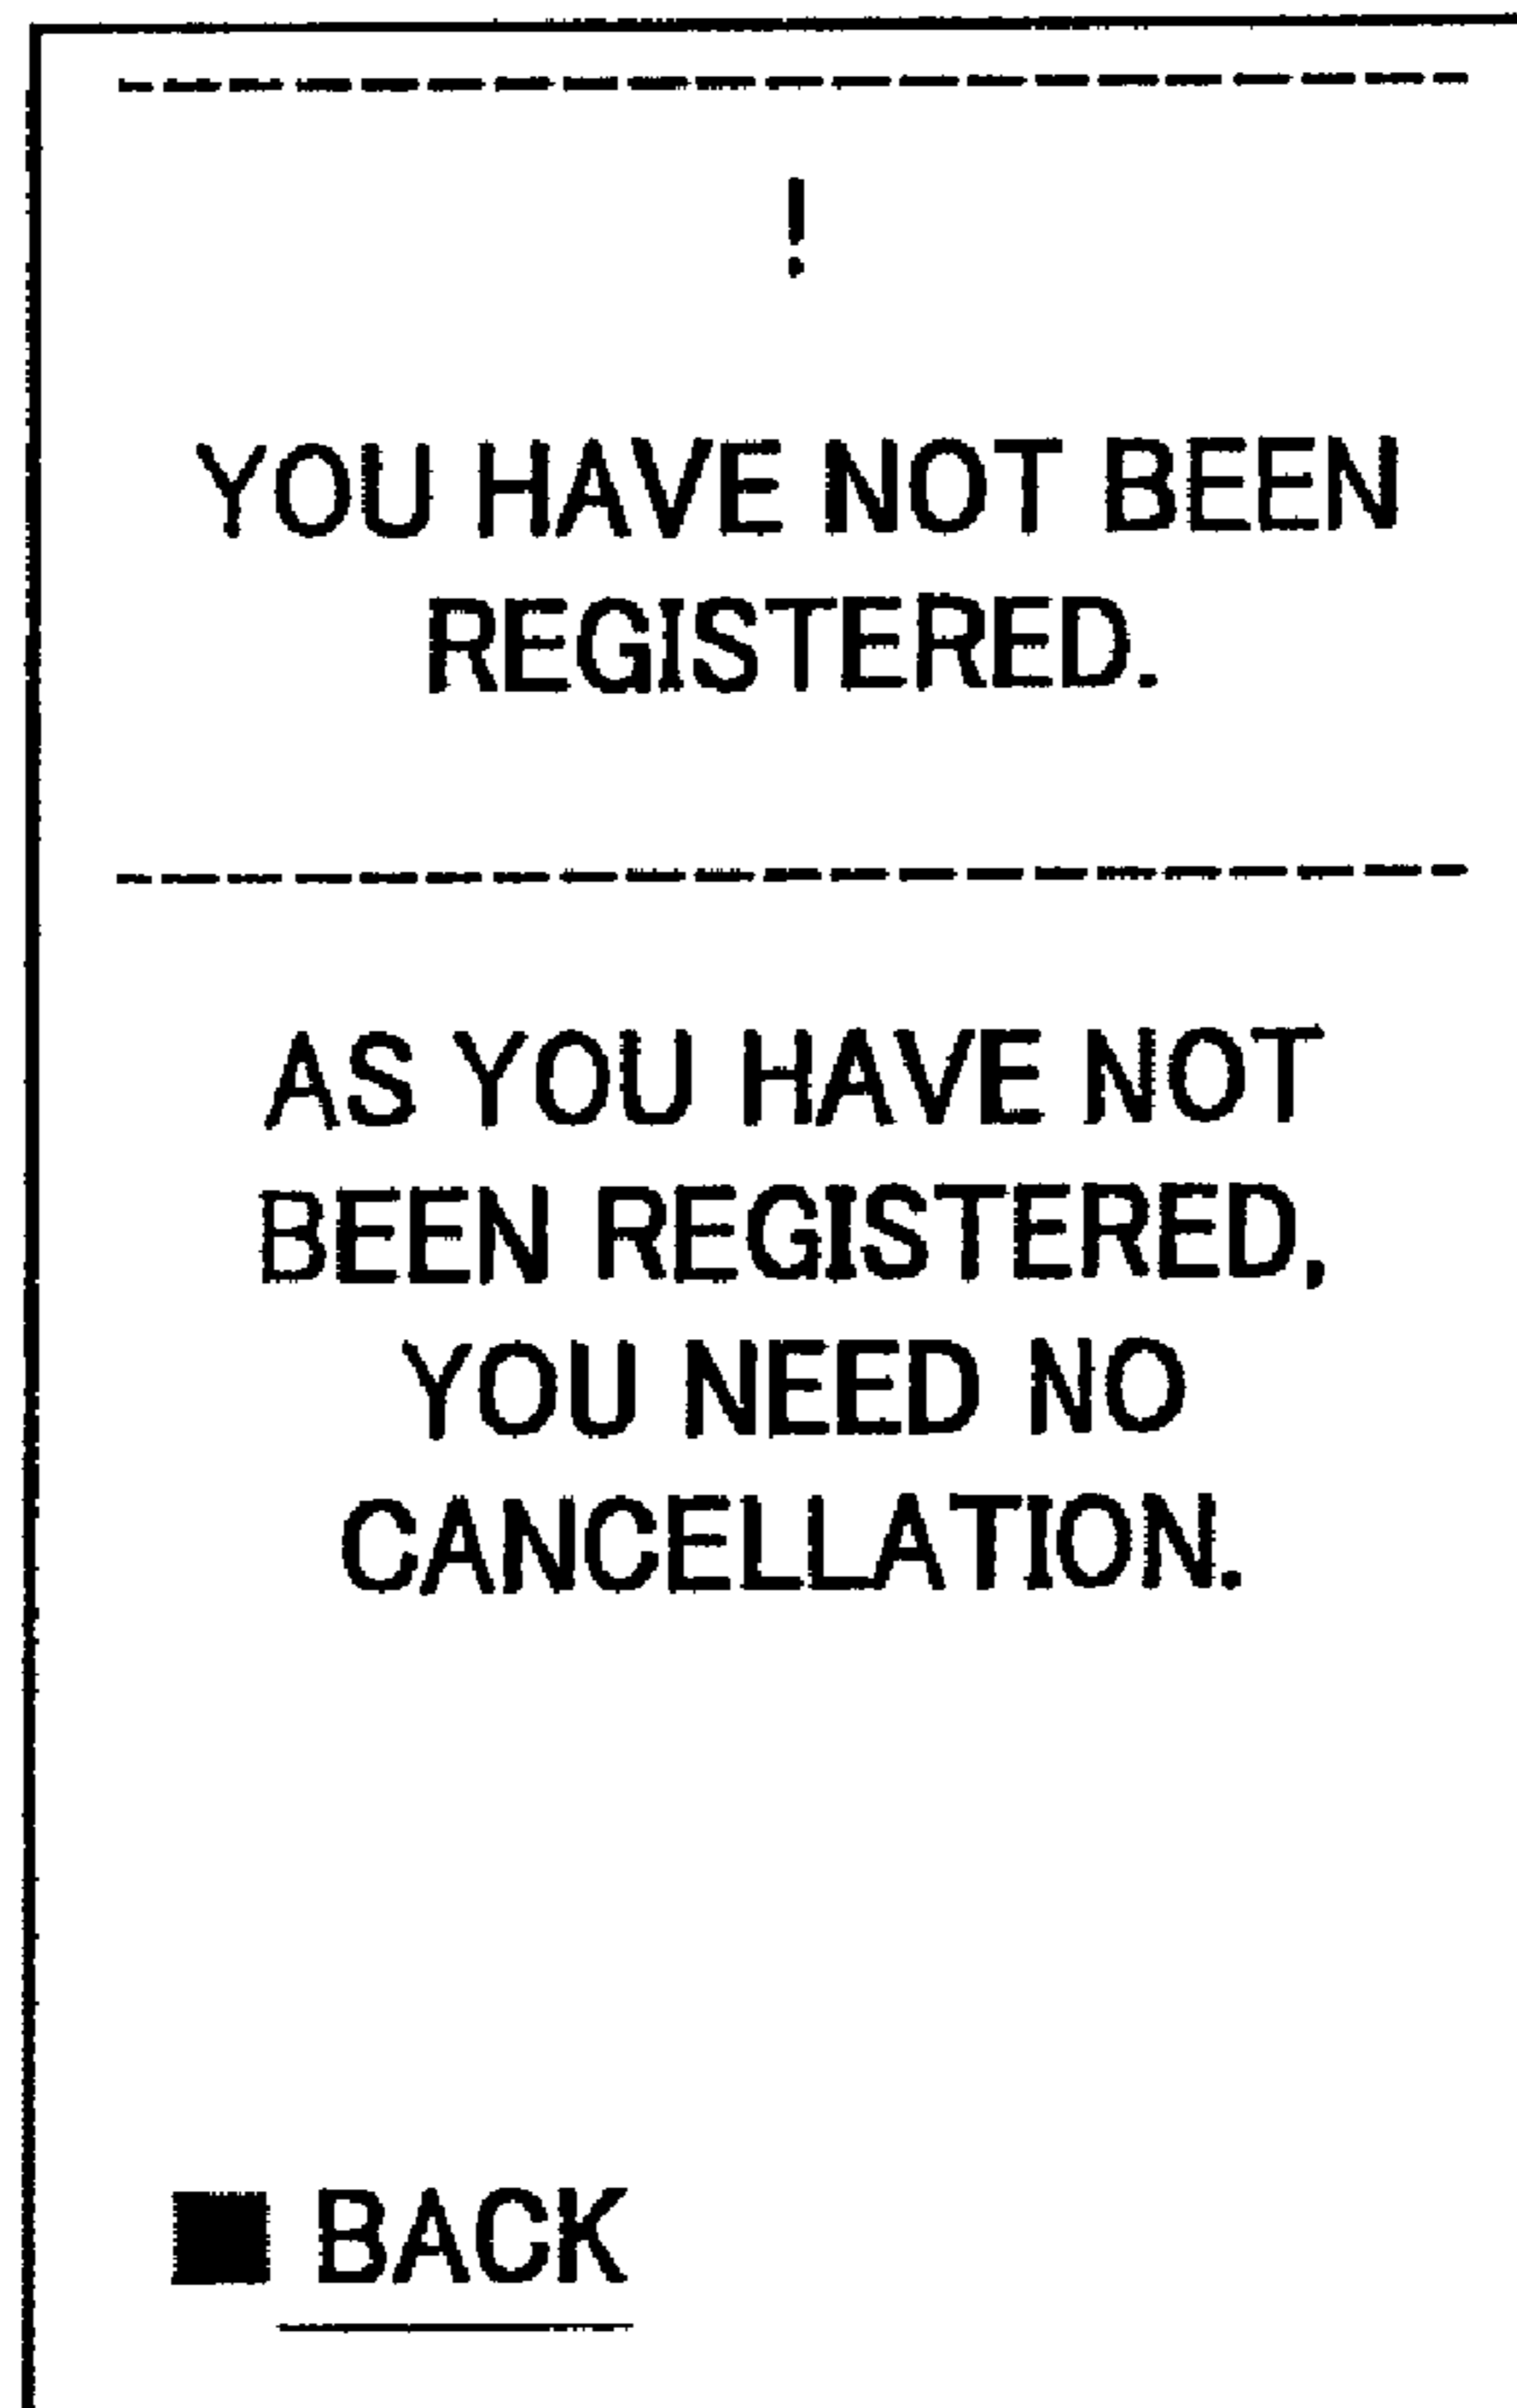 !
YOU HAVE NOT BEEN
REGISTERED.
AS YOU HAVE NOT
BEEN REGISTERED,
YOU NEED NO
CANCELLATION.
■ BACK